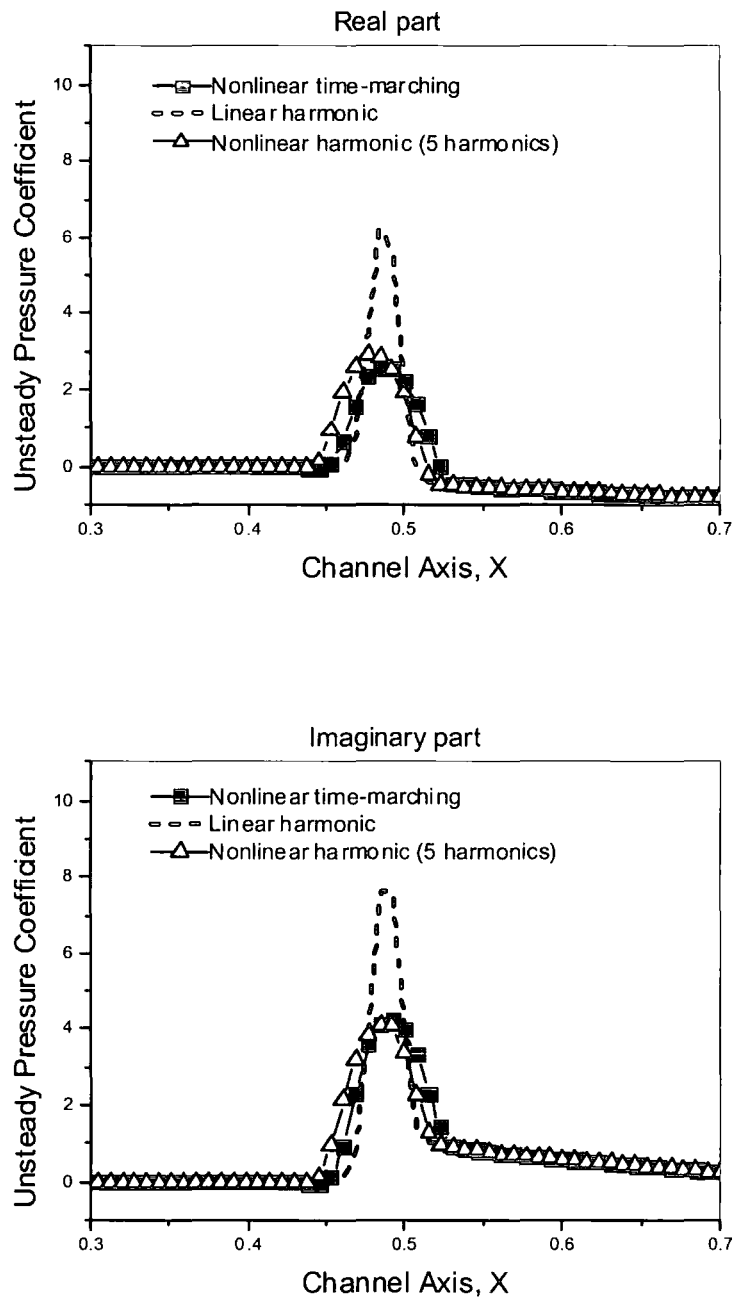 Real part
Unsteady Pressure Coefficient
10
8
6
4
2
0
Nonlinear time-marching
Linear harmonic
Nonlinear harmonic (5 harmonics)
0.3
0.4
0.5
0.6
0.7
Channel Axis, X
Imaginary part
Unsteady Pressure Coefficient
10
8
6
4
2
0
Nonlinear time-marching
Linear harmonic
Nonlinear harmonic (5 harmonics)
0.3
0.4
0.5
0.6
0.7
Channel Axis, X